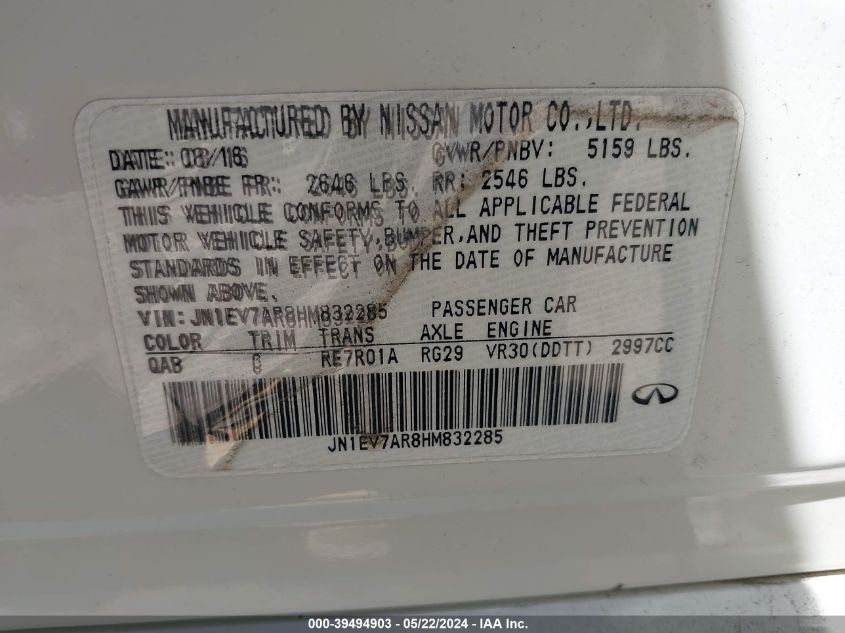 MANUFACTURED BY NISSAN MOTOR CO.,LTD.
DATE: 08/16 GVWR/PNBV: 5159 LBS.
GAWR/PNBE FR: 2646 LBS. RR: 2546 LBS.
THIS VEHICLE CONFORMS TO ALL APPLICABLE FEDERAL
MOTOR VEHICLE SAFETY, BUMPER, AND THEFT PREVENTION
STANDARDS IN EFFECT ON THE DATE OF MANUFACTURE
SHOWN ABOVE.
VIN: JN1EV7AR8HM832285 PASSENGER CAR
COLOR TRIM TRANS AXLE ENGINE
QAB RE7R01A RG29 VR30(DDTT) 2997CC
JN1EV7AR8HM832285
000-39494903 - 05/22/2024 - IAA Inc.